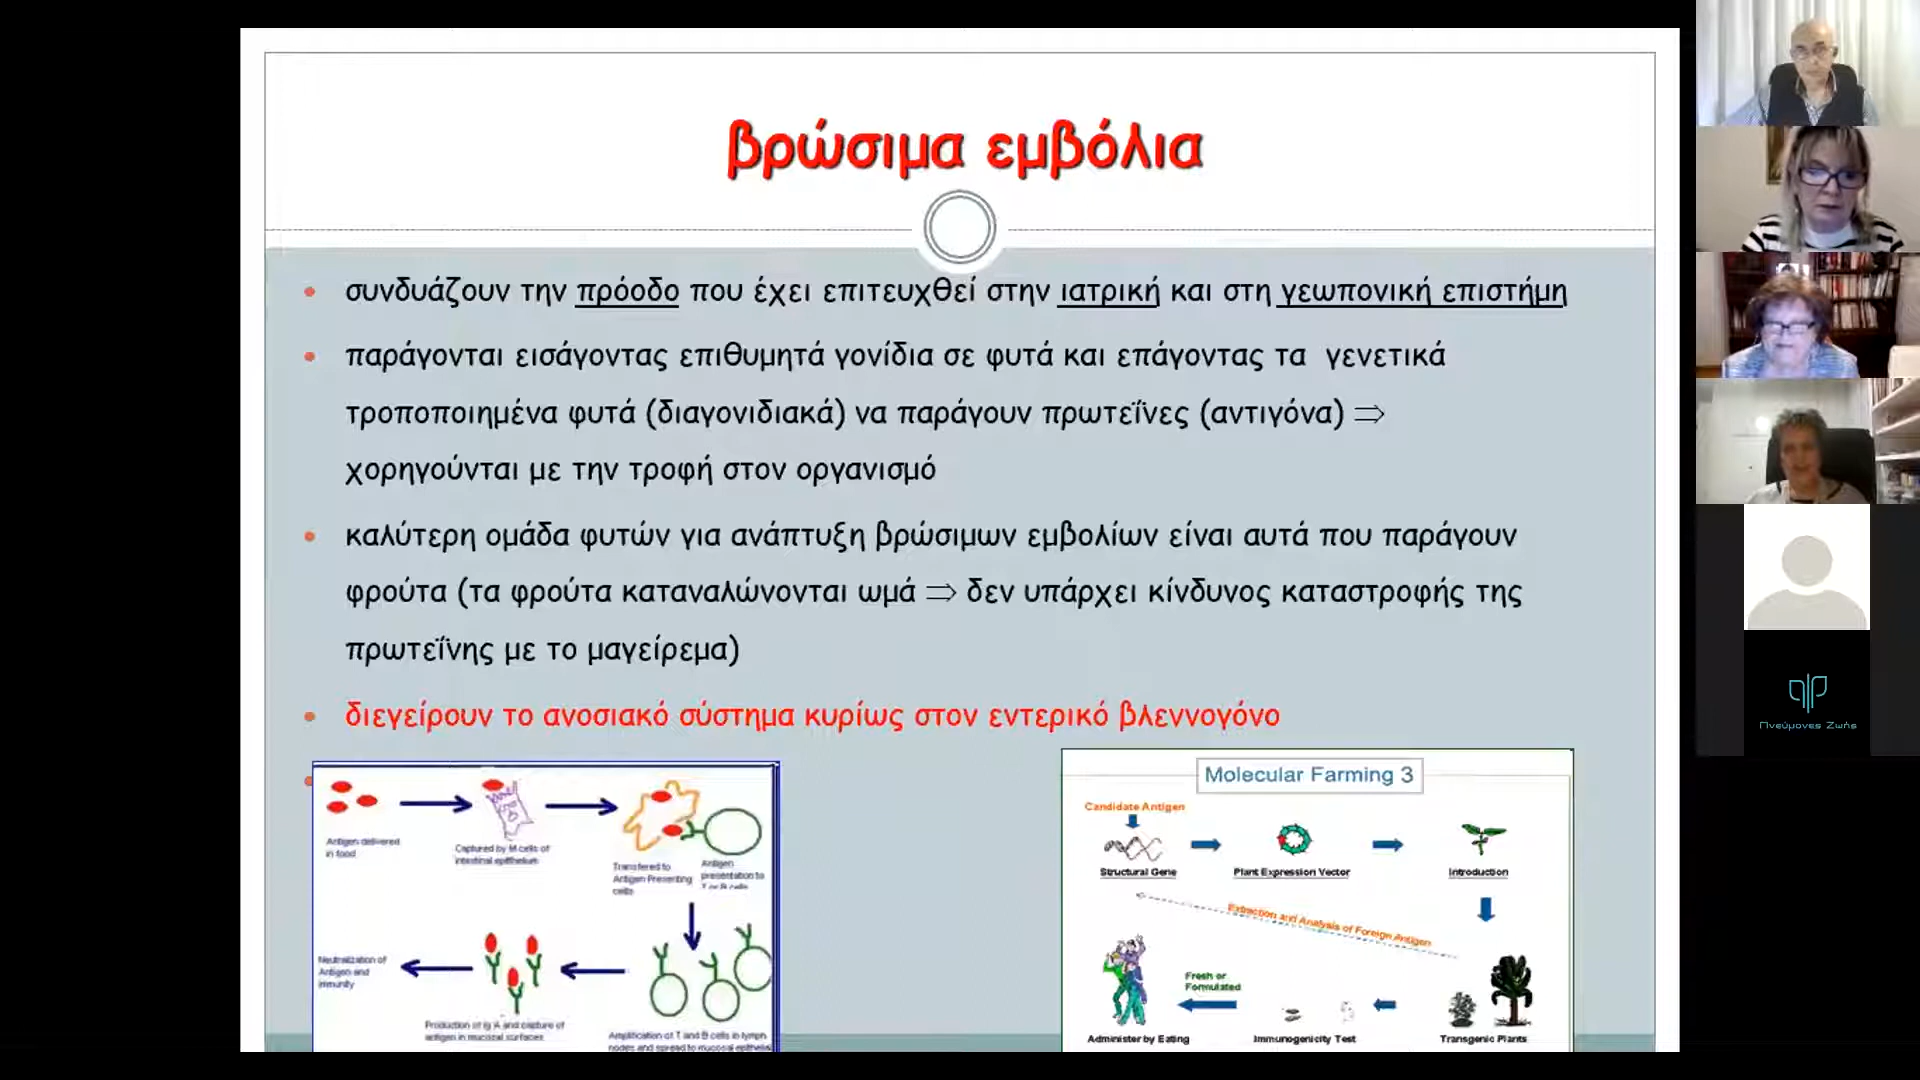 βρώσιμα εμβόλια
συνδυάζουν την πρόοδο που έχει επιτευχθεί στην ιατρική και στη γεωπονική επιστήμη
παράγονται εισάγοντας επιθυμητά γονίδια σε φυτά και επάγοντας τα γενετικά
τροποποιημένα φυτά (διαγονιδιακά) να παράγουν πρωτεΐνες (αντιγόνα) ⇒
χορηγούνται με την τροφή στον οργανισμό
καλύτερη ομάδα φυτών για ανάπτυξη βρώσιμων εμβολίων είναι αυτά που παράγουν
φρούτα (τα φρούτα καταναλώνονται ωμά ⇒ δεν υπάρχει κίνδυνος καταστροφής της
πρωτεΐνης με το μαγείρεμα)
διεγείρουν το ανοσιακό σύστημα κυρίως στον εντερικό βλεννογόνο
Antigen delivered
in food
Captured by M cells of
intestinal epithelium
Transfered to
Antigen Presenting
cells
Antigen
presentation to
T or B cells
Neutralization of
Antigen and
immunity
Production of Ig A and capture of
antigen in mucosal surfaces
Amplification of T and B cells in lymph
nodes and spread to mucosal epithelia
Molecular Farming 3
Candidate Antigen
Structural Gene
Plant Expression Vector
Introduction
Extraction and Analysis of Foreign Antigen
Fresh or
Formulated
Administer by Eating
Immunogenicity Test
Transgenic Plants
Πνεύμονες Ζωής